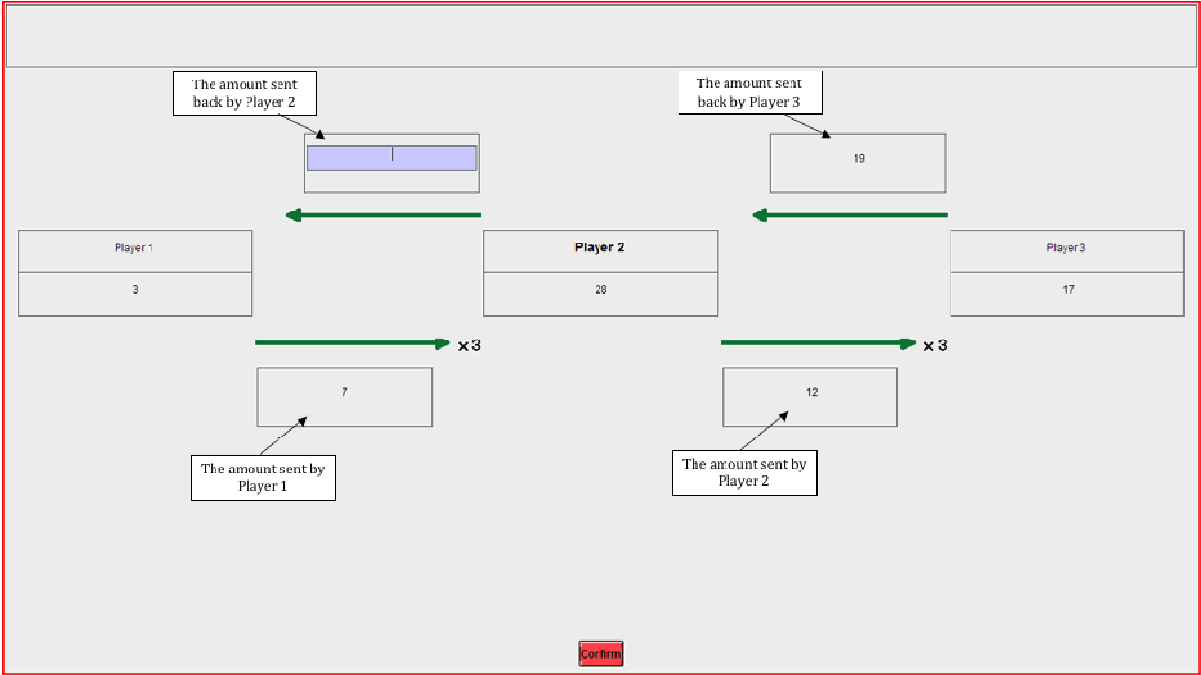 The amount sent
back by Player 2
The amount sent
back by Player 3
19
Player 1
3
Player 2
28
Player3
17
x 3
x 3
7
12
The amount sent by
Player 1
The amount sent by
Player 2
Confirm